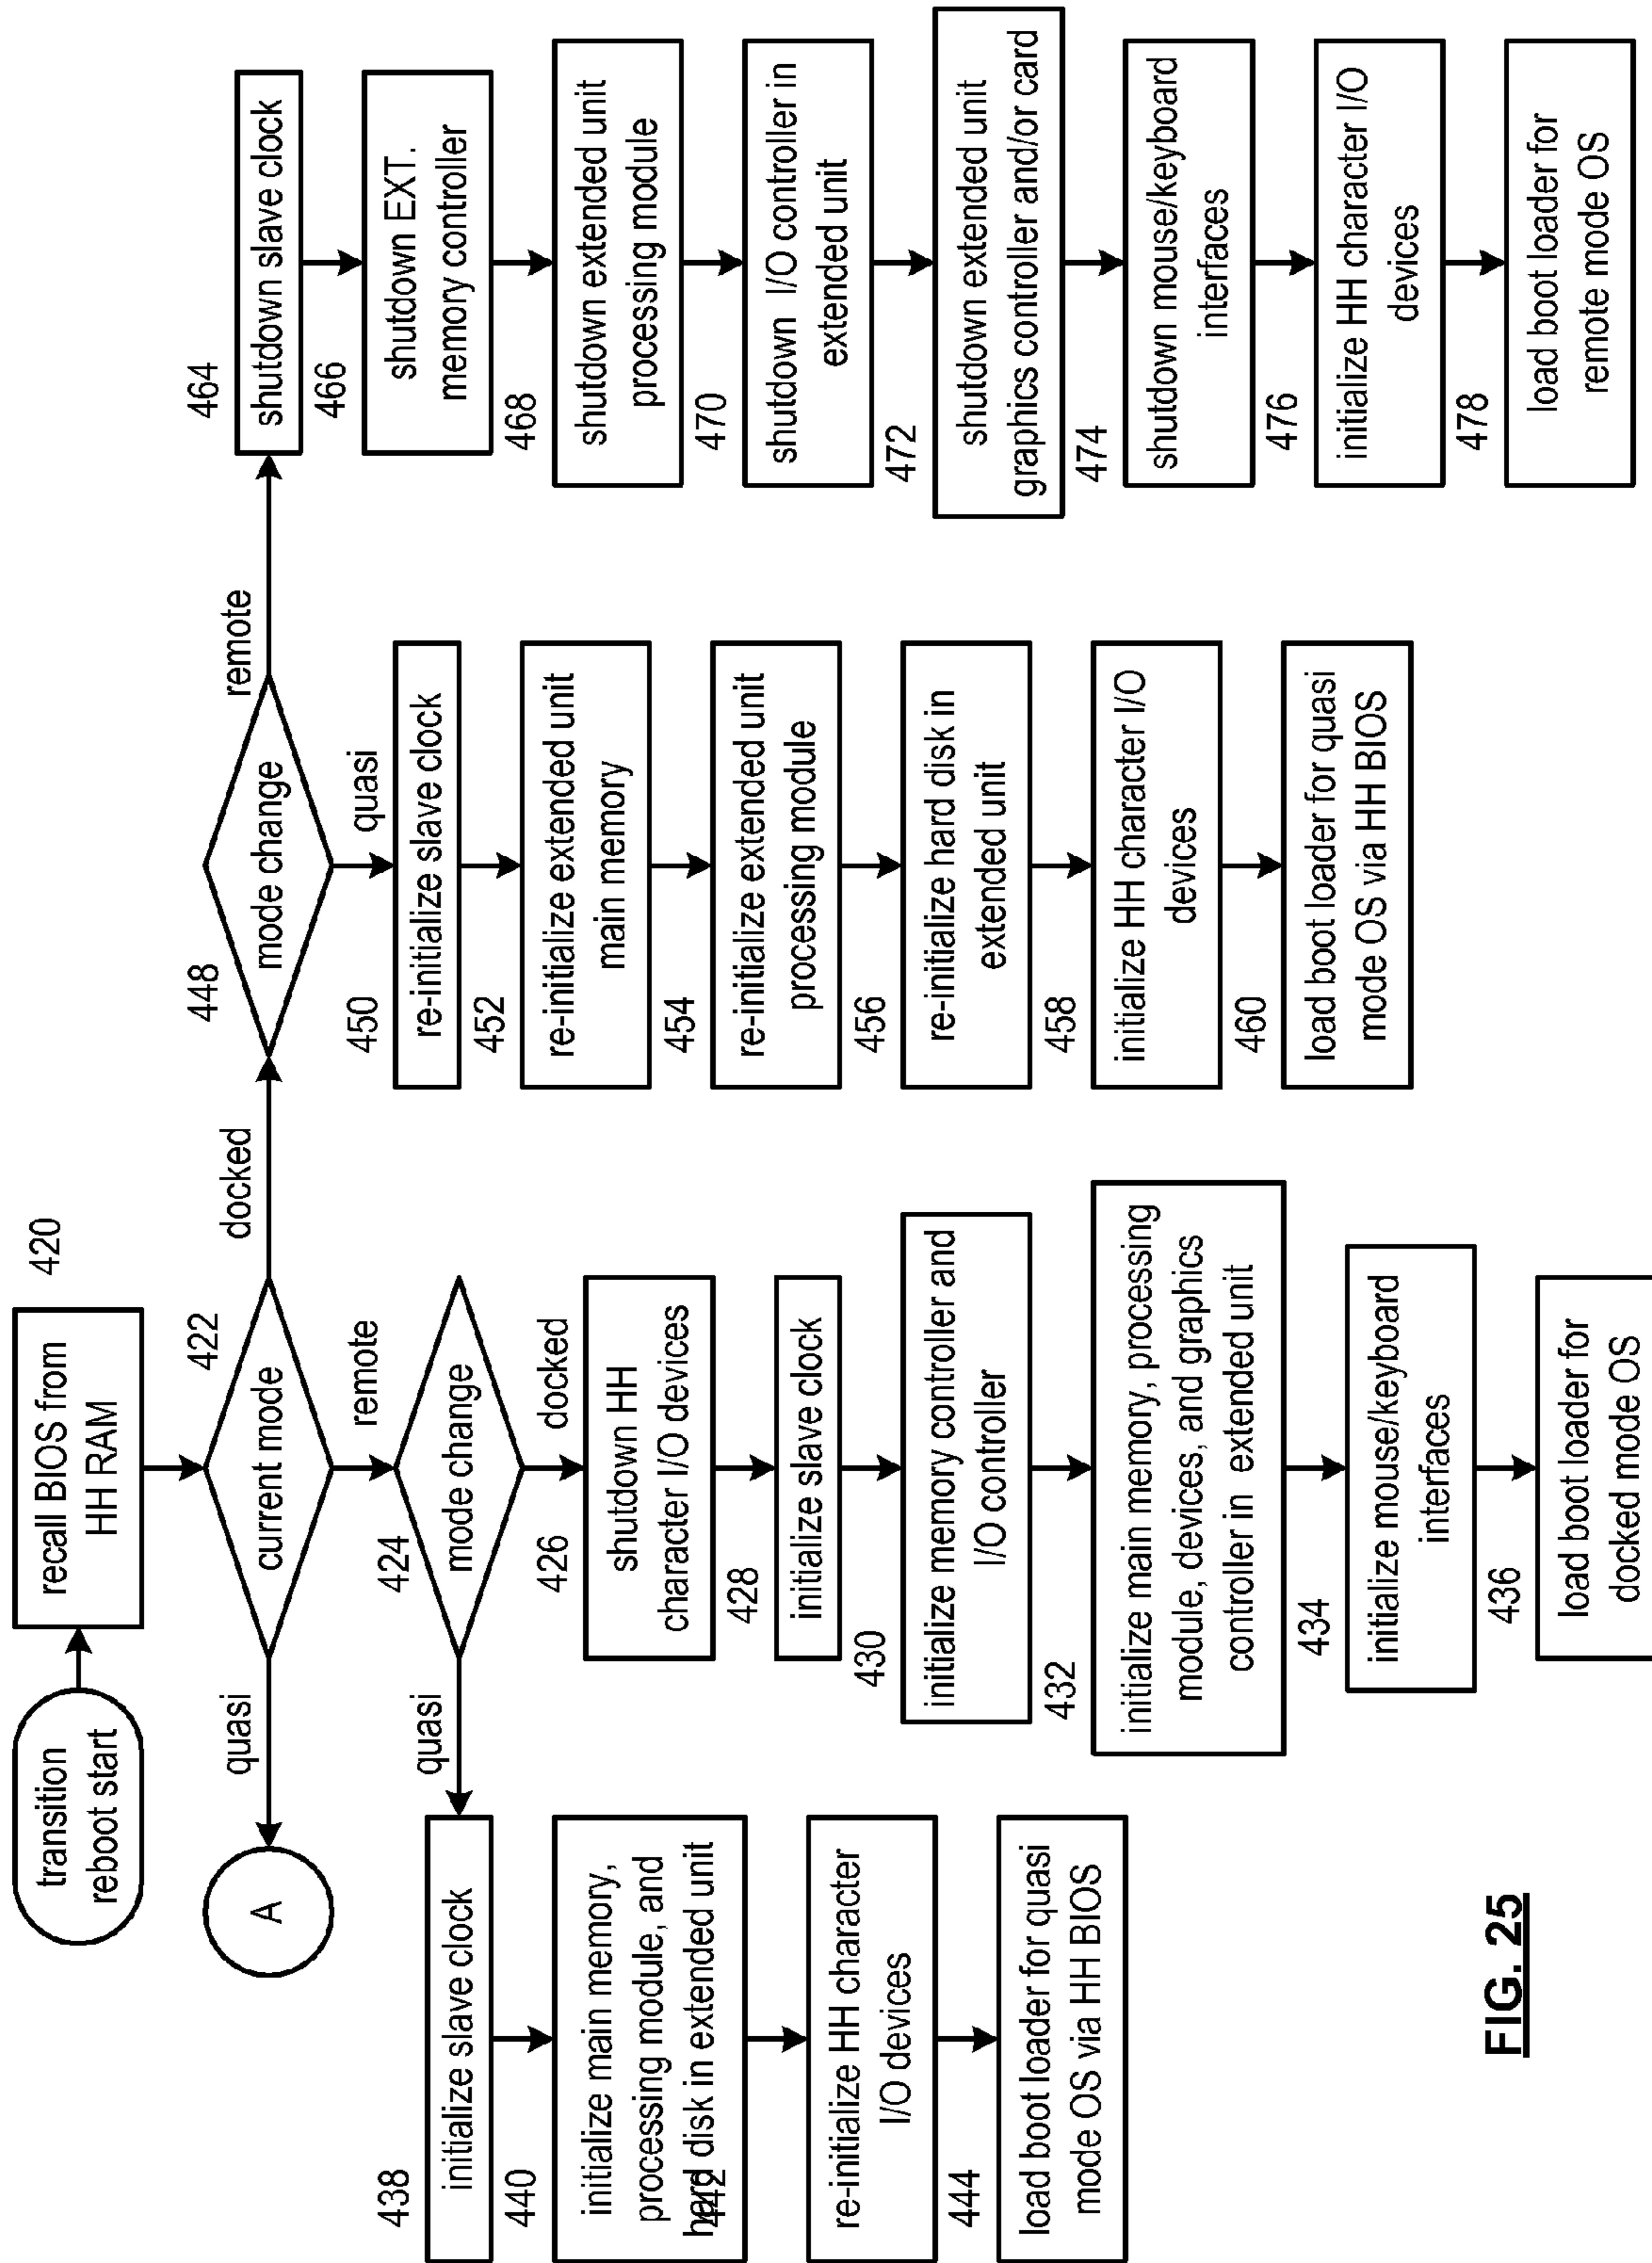 transition
reboot start
recall BIOS from
HH RAM
420
A
quasi
current mode
422
docked
remote
448
mode change
remote
quasi
424
mode change
quasi
docked
438
initialize slave clock
440
initialize main memory,
processing module, and
hard disk in extended unit
442
re-initialize HH character
I/O devices
444
load boot loader for quasi
mode OS via HH BIOS
426
shutdown HH
character I/O devices
428
initialize slave clock
430
initialize memory controller and
I/O controller
432
initialize main memory, processing
module, devices, and graphics
controller in extended unit
434
initialize mouse/keyboard
interfaces
436
load boot loader for
docked mode OS
450
re-initialize slave clock
452
re-initialize extended unit
main memory
454
re-initialize extended unit
processing module
456
re-initialize hard disk in
extended unit
458
initialize HH character I/O
devices
460
load boot loader for quasi
mode OS via HH BIOS
464
shutdown slave clock
466
shutdown EXT.
memory controller
468
shutdown extended unit
processing module
470
shutdown I/O controller in
extended unit
472
shutdown extended unit
graphics controller and/or card
474
shutdown mouse/keyboard
interfaces
476
initialize HH character I/O
devices
478
load boot loader for
remote mode OS
FIG. 25